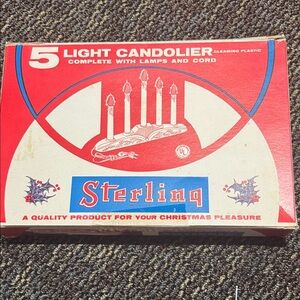 5 LIGHT CANDOLIER GLEAMING PLASTIC
COMPLETE WITH LAMPS AND CORD
Sterling
A QUALITY PRODUCT FOR YOUR CHRISTMAS PLEASURE